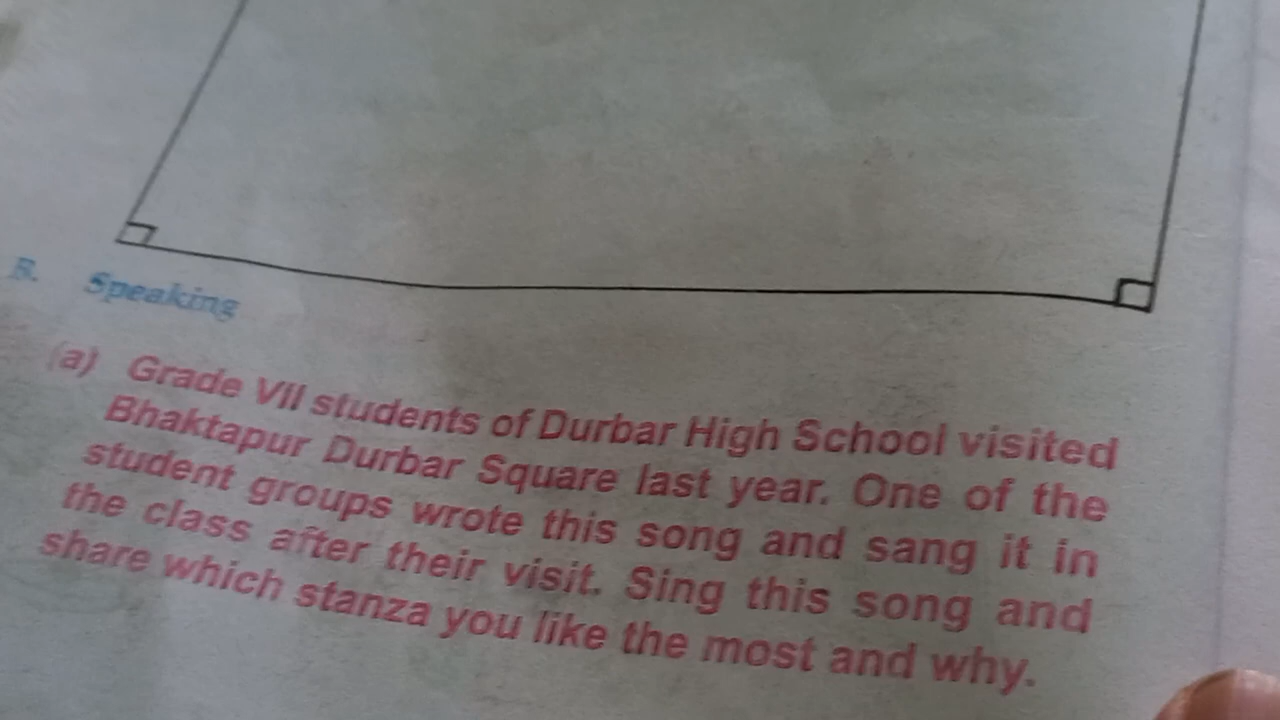 B. Speaking
(a) Grade VII students of Durbar High School visited
Bhaktapur Durbar Square last year. One of the
student groups wrote this song and sang it in
the class after their visit. Sing this song and
share which stanza you like the most and why.